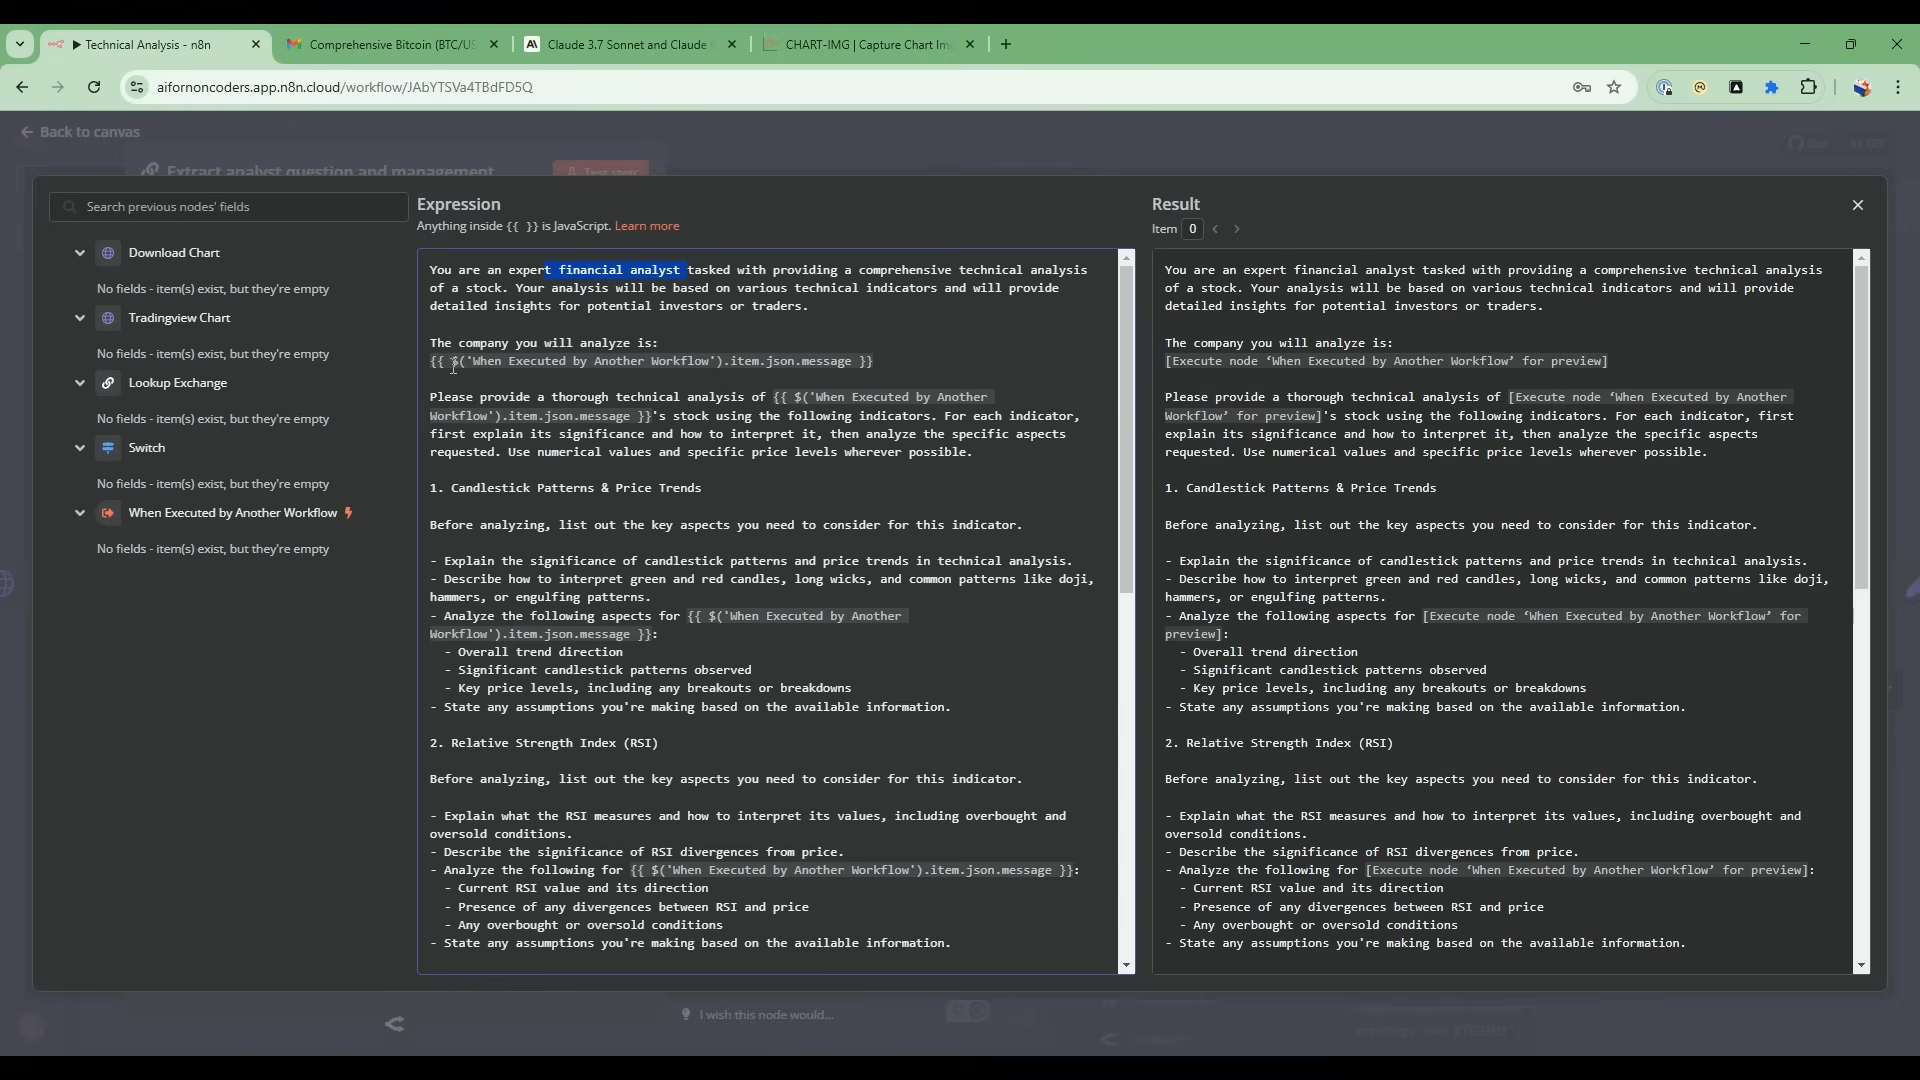 Technical Analysis - n8n
Comprehensive Bitcoin (BTC/US
Claude 3.7 Sonnet and Claude
CHART-IMG | Capture Chart Im
aifornoncoders.app.n8n.cloud/workflow/JAbYTSVa4TBdFD5Q
Back to canvas
Extract analyst question and management
Test step
Search previous nodes' fields
Download Chart
No fields - item(s) exist, but they're empty
Tradingview Chart
No fields - item(s) exist, but they're empty
Lookup Exchange
No fields - item(s) exist, but they're empty
Switch
No fields - item(s) exist, but they're empty
When Executed by Another Workflow
No fields - item(s) exist, but they're empty
Expression
Anything inside {{ }} is JavaScript. Learn more
You are an expert financial analyst tasked with providing a comprehensive technical analysis
of a stock. Your analysis will be based on various technical indicators and will provide
detailed insights for potential investors or traders.
The company you will analyze is:
{{ $('When Executed by Another Workflow').item.json.message }}
Please provide a thorough technical analysis of {{ $('When Executed by Another
Workflow').item.json.message }}'s stock using the following indicators. For each indicator,
first explain its significance and how to interpret it, then analyze the specific aspects
requested. Use numerical values and specific price levels wherever possible.
1. Candlestick Patterns & Price Trends
Before analyzing, list out the key aspects you need to consider for this indicator.
- Explain the significance of candlestick patterns and price trends in technical analysis.
- Describe how to interpret green and red candles, long wicks, and common patterns like doji,
hammers, or engulfing patterns.
- Analyze the following aspects for {{ $('When Executed by Another
Workflow').item.json.message }}:
- Overall trend direction
- Significant candlestick patterns observed
- Key price levels, including any breakouts or breakdowns
- State any assumptions you're making based on the available information.
2. Relative Strength Index (RSI)
Before analyzing, list out the key aspects you need to consider for this indicator.
- Explain what the RSI measures and how to interpret its values, including overbought and
oversold conditions.
- Describe the significance of RSI divergences from price.
- Analyze the following for {{ $('When Executed by Another Workflow').item.json.message }}:
- Current RSI value and its direction
- Presence of any divergences between RSI and price
- Any overbought or oversold conditions
- State any assumptions you're making based on the available information.
Result
Item 0
You are an expert financial analyst tasked with providing a comprehensive technical analysis
of a stock. Your analysis will be based on various technical indicators and will provide
detailed insights for potential investors or traders.
The company you will analyze is:
[Execute node ‘When Executed by Another Workflow’ for preview]
Please provide a thorough technical analysis of [Execute node ‘When Executed by Another
Workflow’ for preview]'s stock using the following indicators. For each indicator, first
explain its significance and how to interpret it, then analyze the specific aspects
requested. Use numerical values and specific price levels wherever possible.
1. Candlestick Patterns & Price Trends
Before analyzing, list out the key aspects you need to consider for this indicator.
- Explain the significance of candlestick patterns and price trends in technical analysis.
- Describe how to interpret green and red candles, long wicks, and common patterns like doji,
hammers, or engulfing patterns.
- Analyze the following aspects for [Execute node ‘When Executed by Another Workflow’ for
preview]:
- Overall trend direction
- Significant candlestick patterns observed
- Key price levels, including any breakouts or breakdowns
- State any assumptions you're making based on the available information.
2. Relative Strength Index (RSI)
Before analyzing, list out the key aspects you need to consider for this indicator.
- Explain what the RSI measures and how to interpret its values, including overbought and
oversold conditions.
- Describe the significance of RSI divergences from price.
- Analyze the following for [Execute node ‘When Executed by Another Workflow’ for preview]:
- Current RSI value and its direction
- Presence of any divergences between RSI and price
- Any overbought or oversold conditions
- State any assumptions you're making based on the available information.
I wish this node would...